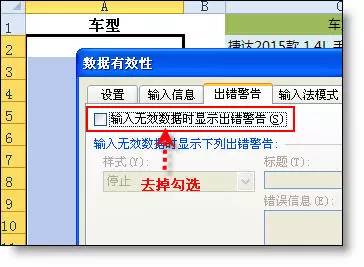 A B C
1 车型 车
2 捷达2015款 1.4L 手
3 数据有效性
4 设置 输入信息 出错警告 输入法模式
5 输入无效数据时显示出错警告(S)
6 输入无效数据时显示下列出错警告:
7 样式(Y): 标题(T):
8 去掉勾选 停止
9 错误信息(E):
10
11
12